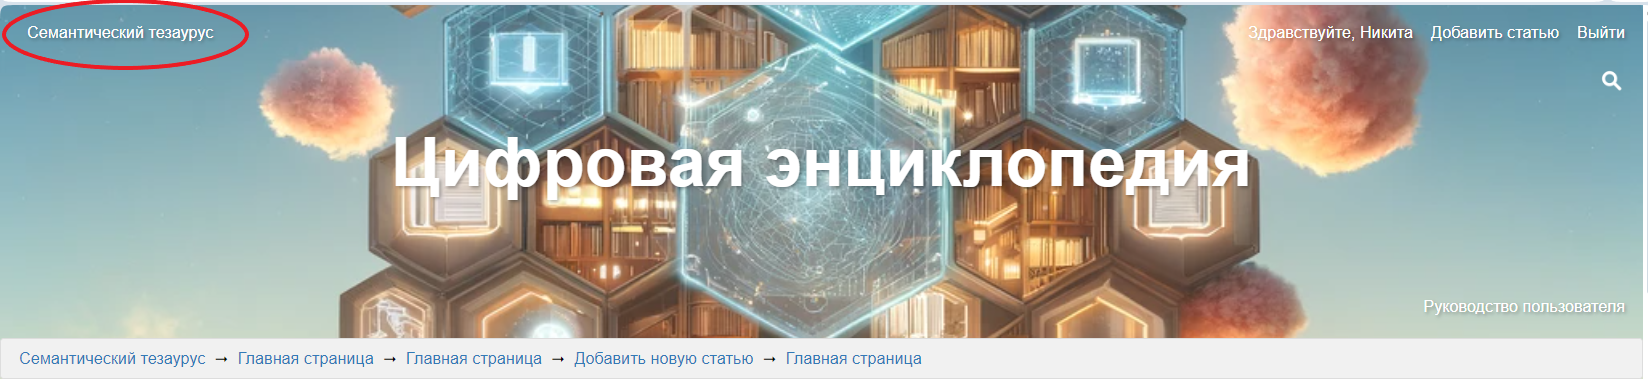 Семантический тезаурус
Здравствуйте, Никита Добавить статью Выйти
Цифровая энциклопедия
Руководство пользователя
Семантический тезаурус → Главная страница → Главная страница → Добавить новую статью → Главная страница